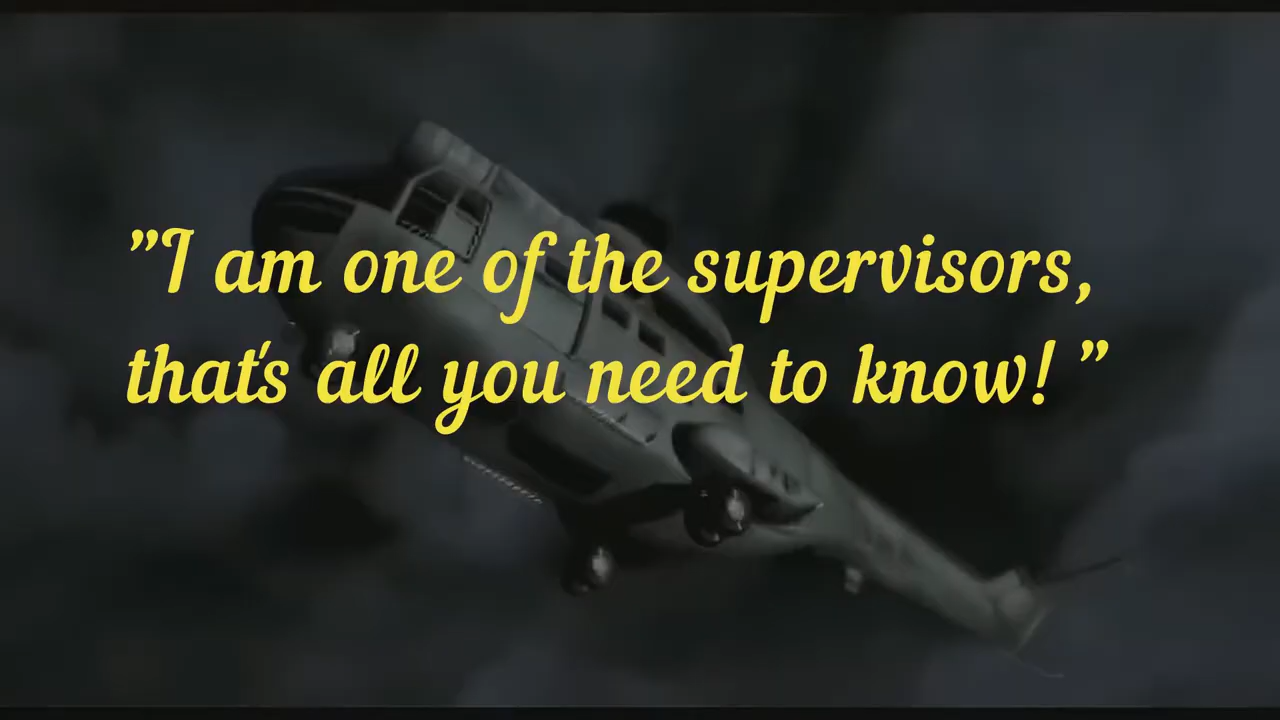 "I am one of the supervisors,
that's all you need to know! "